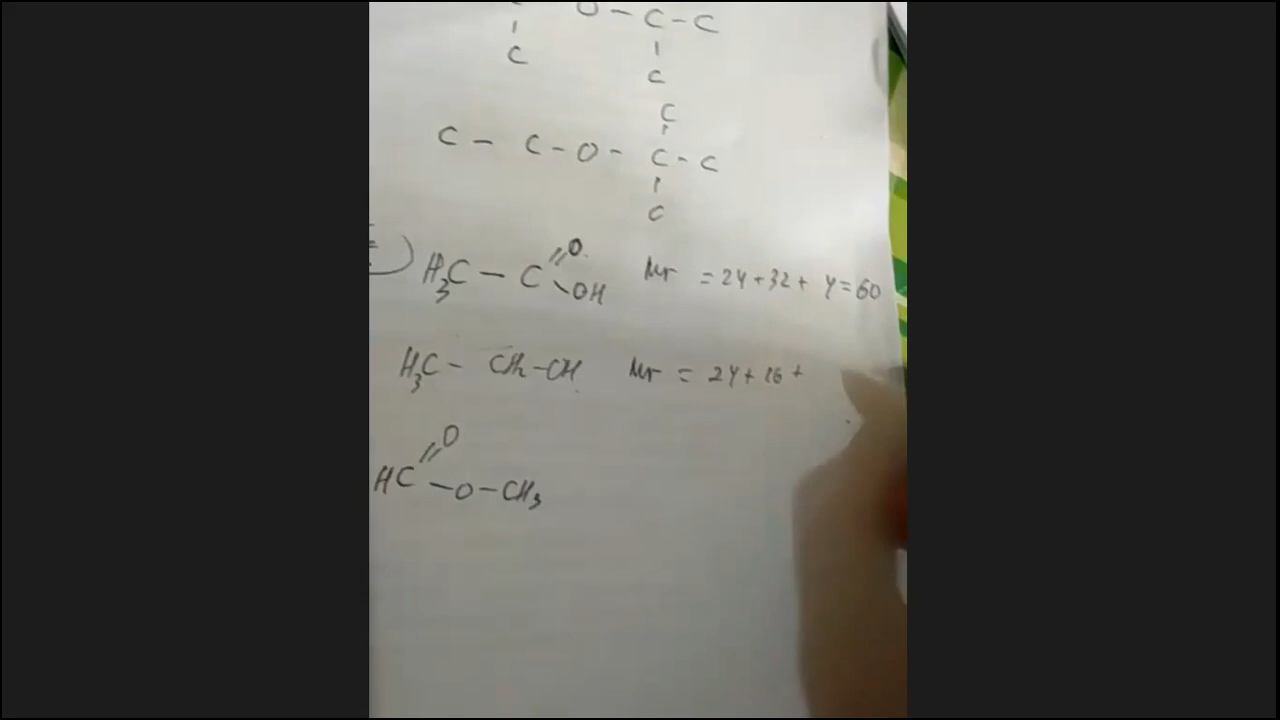 O - C - C
C
C
C
C - C - O - C - C
C
O
H₃C - C OH Mr = 24 + 32 + 4 = 60
H₃C - CH₂-CH Mr = 24 + 16 +
O
HC - O - CH₃